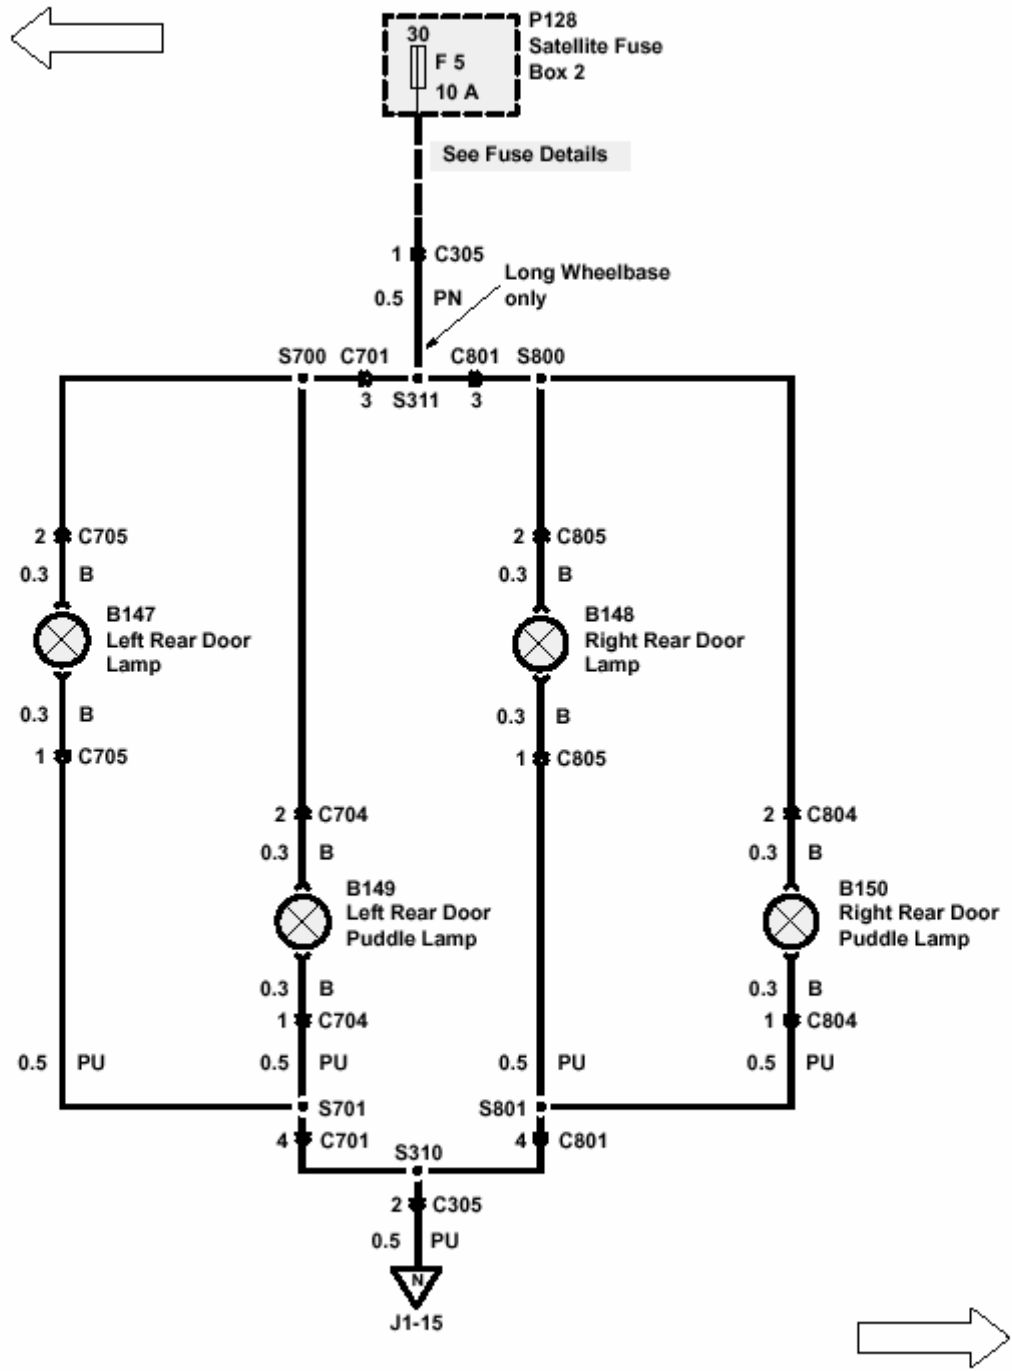 P128
Satellite Fuse
Box 2
30
F 5
10 A
See Fuse Details
1 C305
0.5 PN
Long Wheelbase
only
S700 C701 C801 S800
3 S311 3
2 C705
0.3 B
B147
Left Rear Door
Lamp
0.3 B
1 C705
2 C805
0.3 B
B148
Right Rear Door
Lamp
0.3 B
1 C805
2 C704
0.3 B
B149
Left Rear Door
Puddle Lamp
0.3 B
1 C704
2 C804
0.3 B
B150
Right Rear Door
Puddle Lamp
0.3 B
1 C804
0.5 PU 0.5 PU 0.5 PU 0.5 PU
S701 S801
4 C701 4 C801
S310
2 C305
0.5 PU
N
J1-15